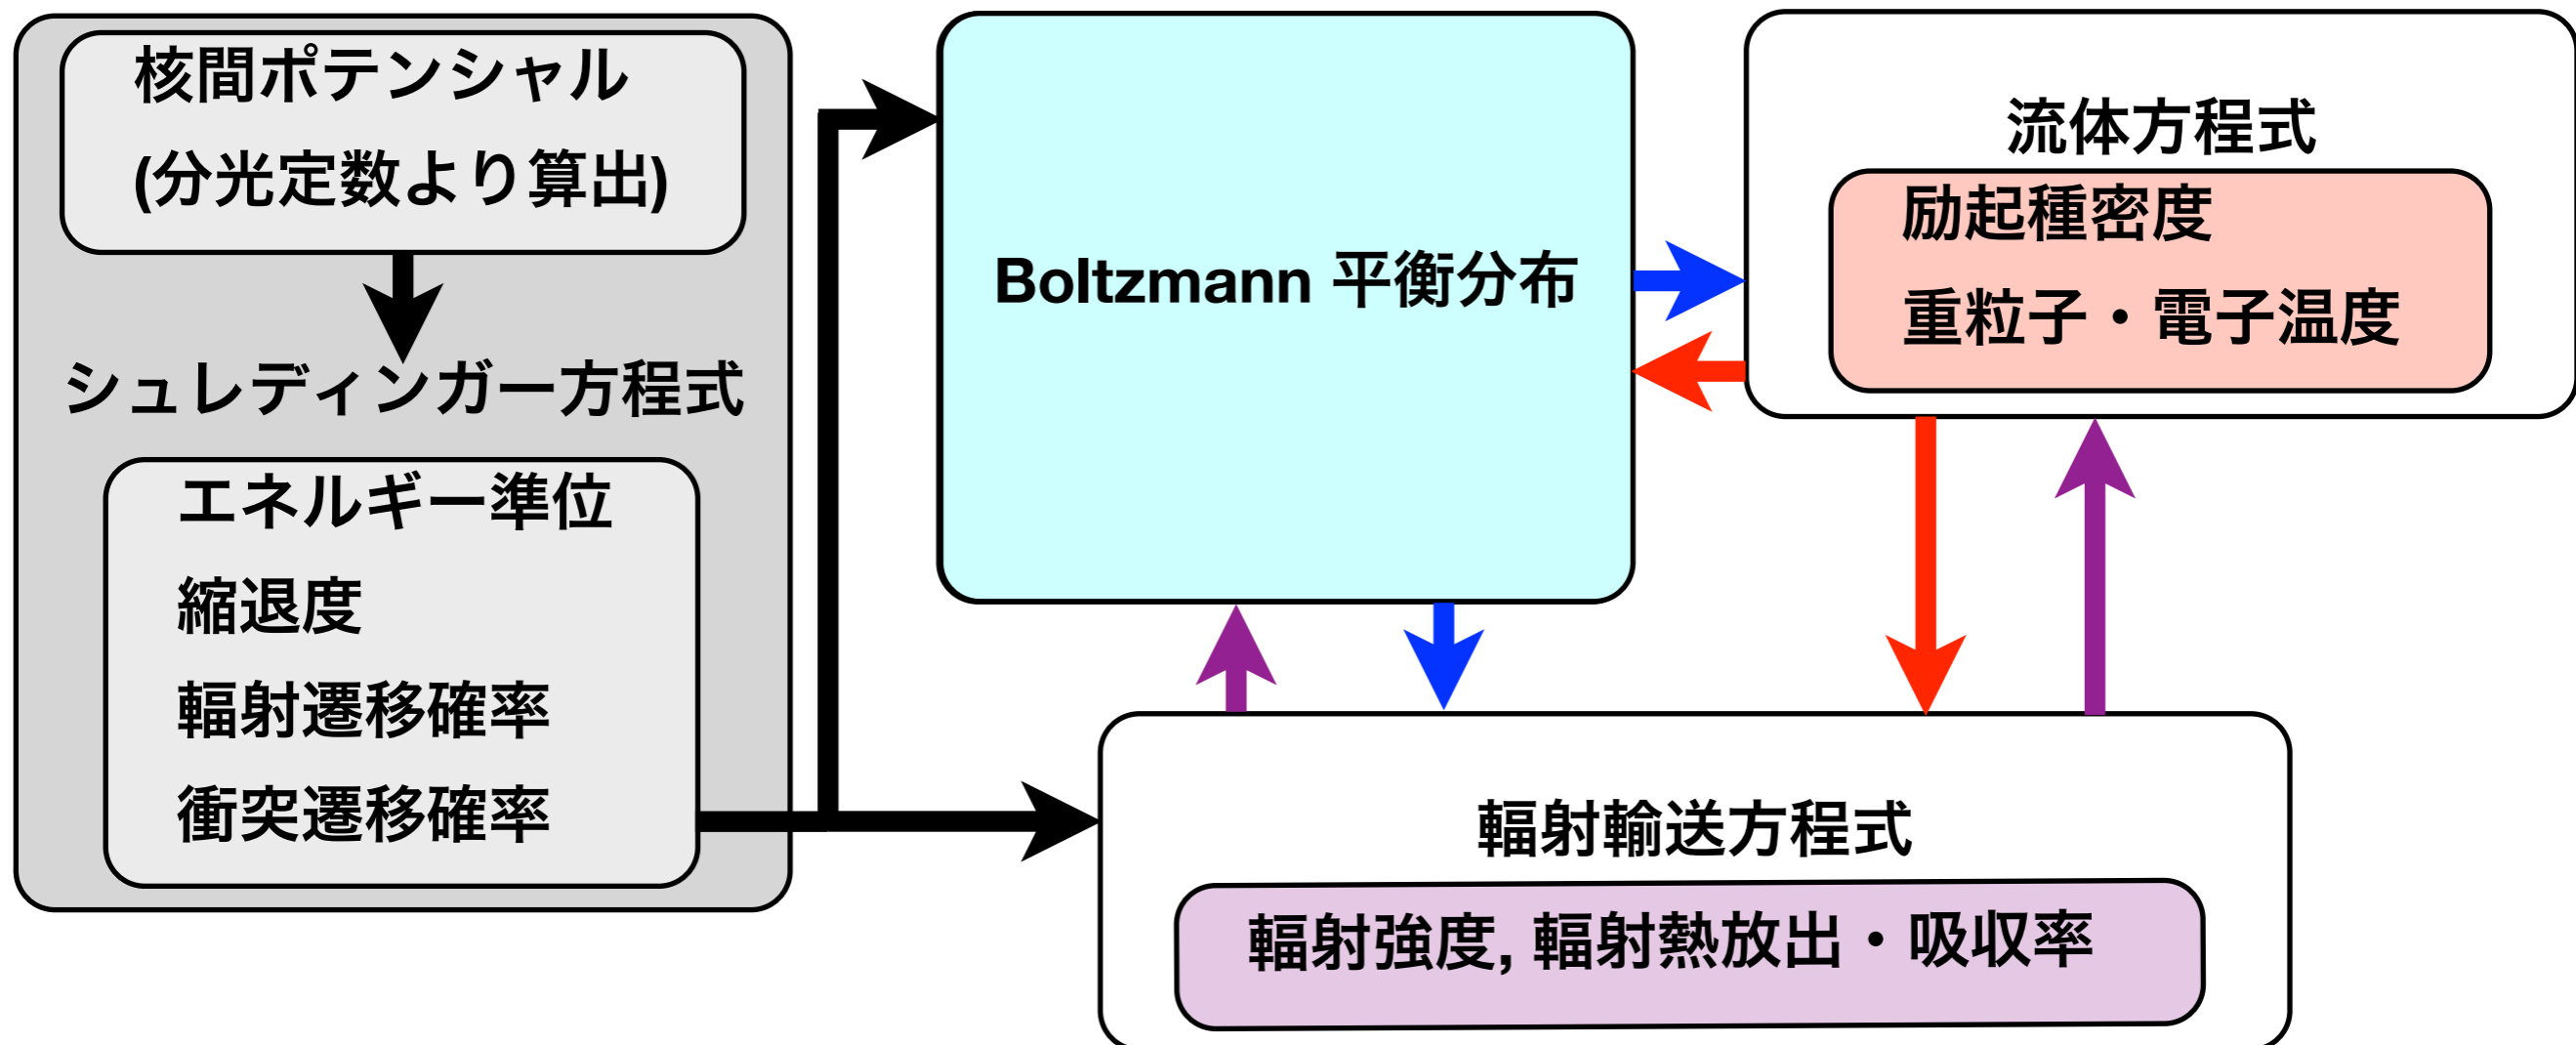 核間ポテンシャル
(分光定数より算出)
シュレディンガー方程式
エネルギー準位
縮退度
輻射遷移確率
衝突遷移確率
Boltzmann 平衡分布
流体方程式
励起種密度
重粒子・電子温度
輻射輸送方程式
輻射強度, 輻射熱放出・吸収率